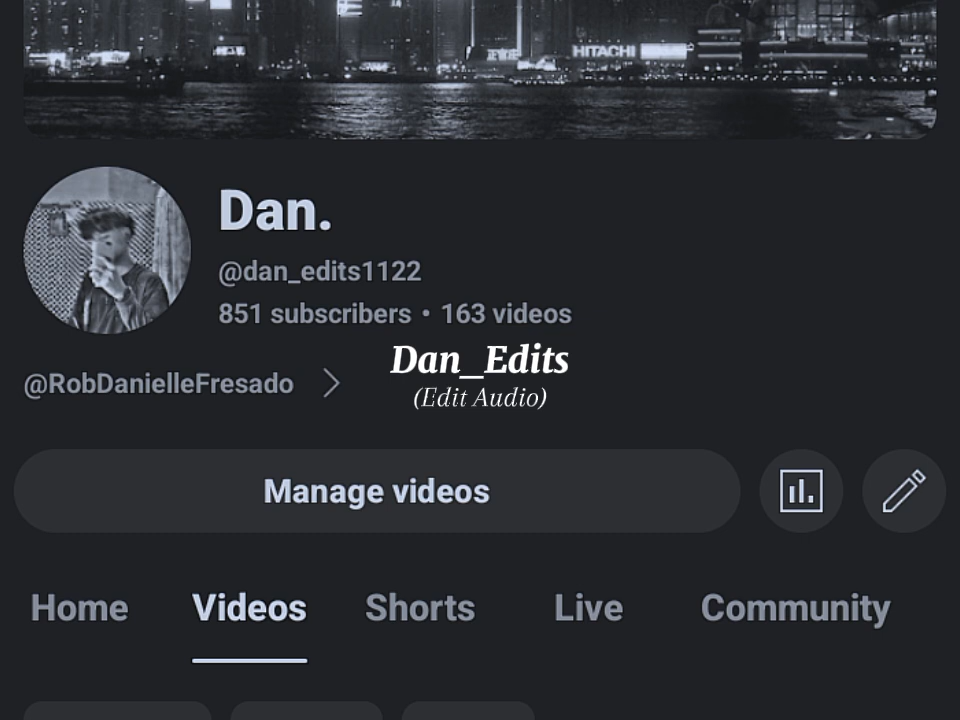 HITACHI
Dan.
@dan_edits1122
851 subscribers • 163 videos
Dan_Edits
@RobDanielleFresado
(Edit Audio)
Manage videos
Home Videos Shorts Live Community